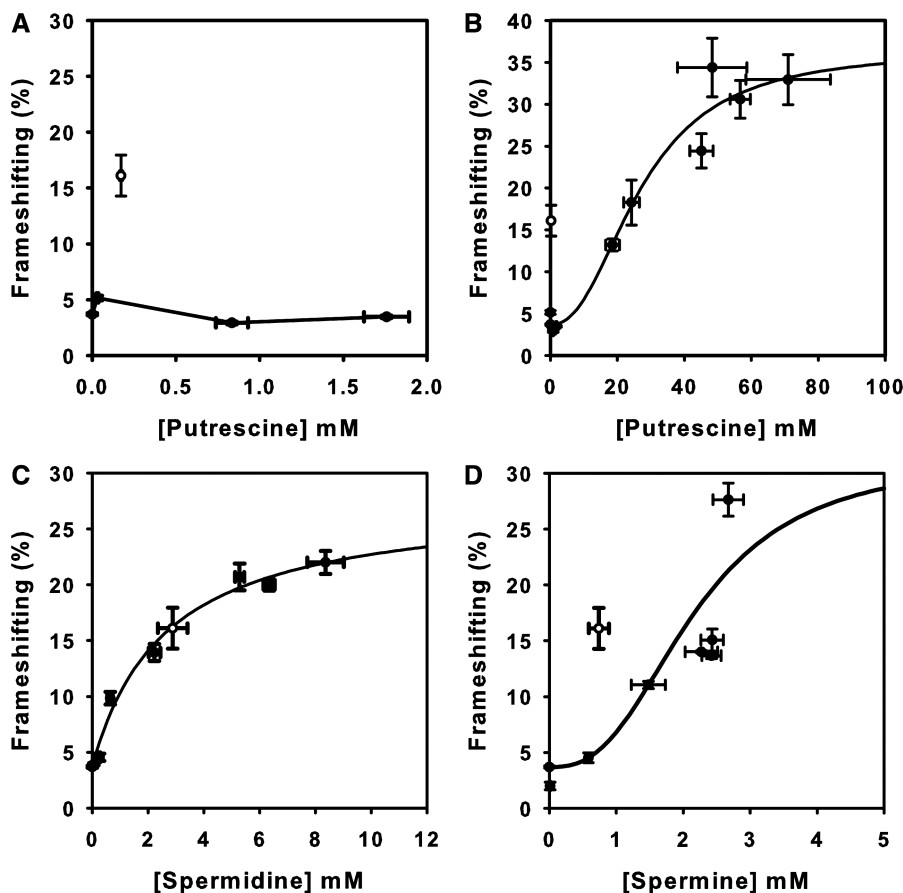 A
Frameshifting (%)
30
25
20
15
10
5
0
0.0 0.5 1.0 1.5 2.0
[Putrescine] mM
B
Frameshifting (%)
40
35
30
25
20
15
10
5
0
0 20 40 60 80 100
[Putrescine] mM
C
Frameshifting (%)
30
25
20
15
10
5
0
0 2 4 6 8 10 12
[Spermidine] mM
D
Frameshifting (%)
30
25
20
15
10
5
0
0 1 2 3 4 5
[Spermine] mM